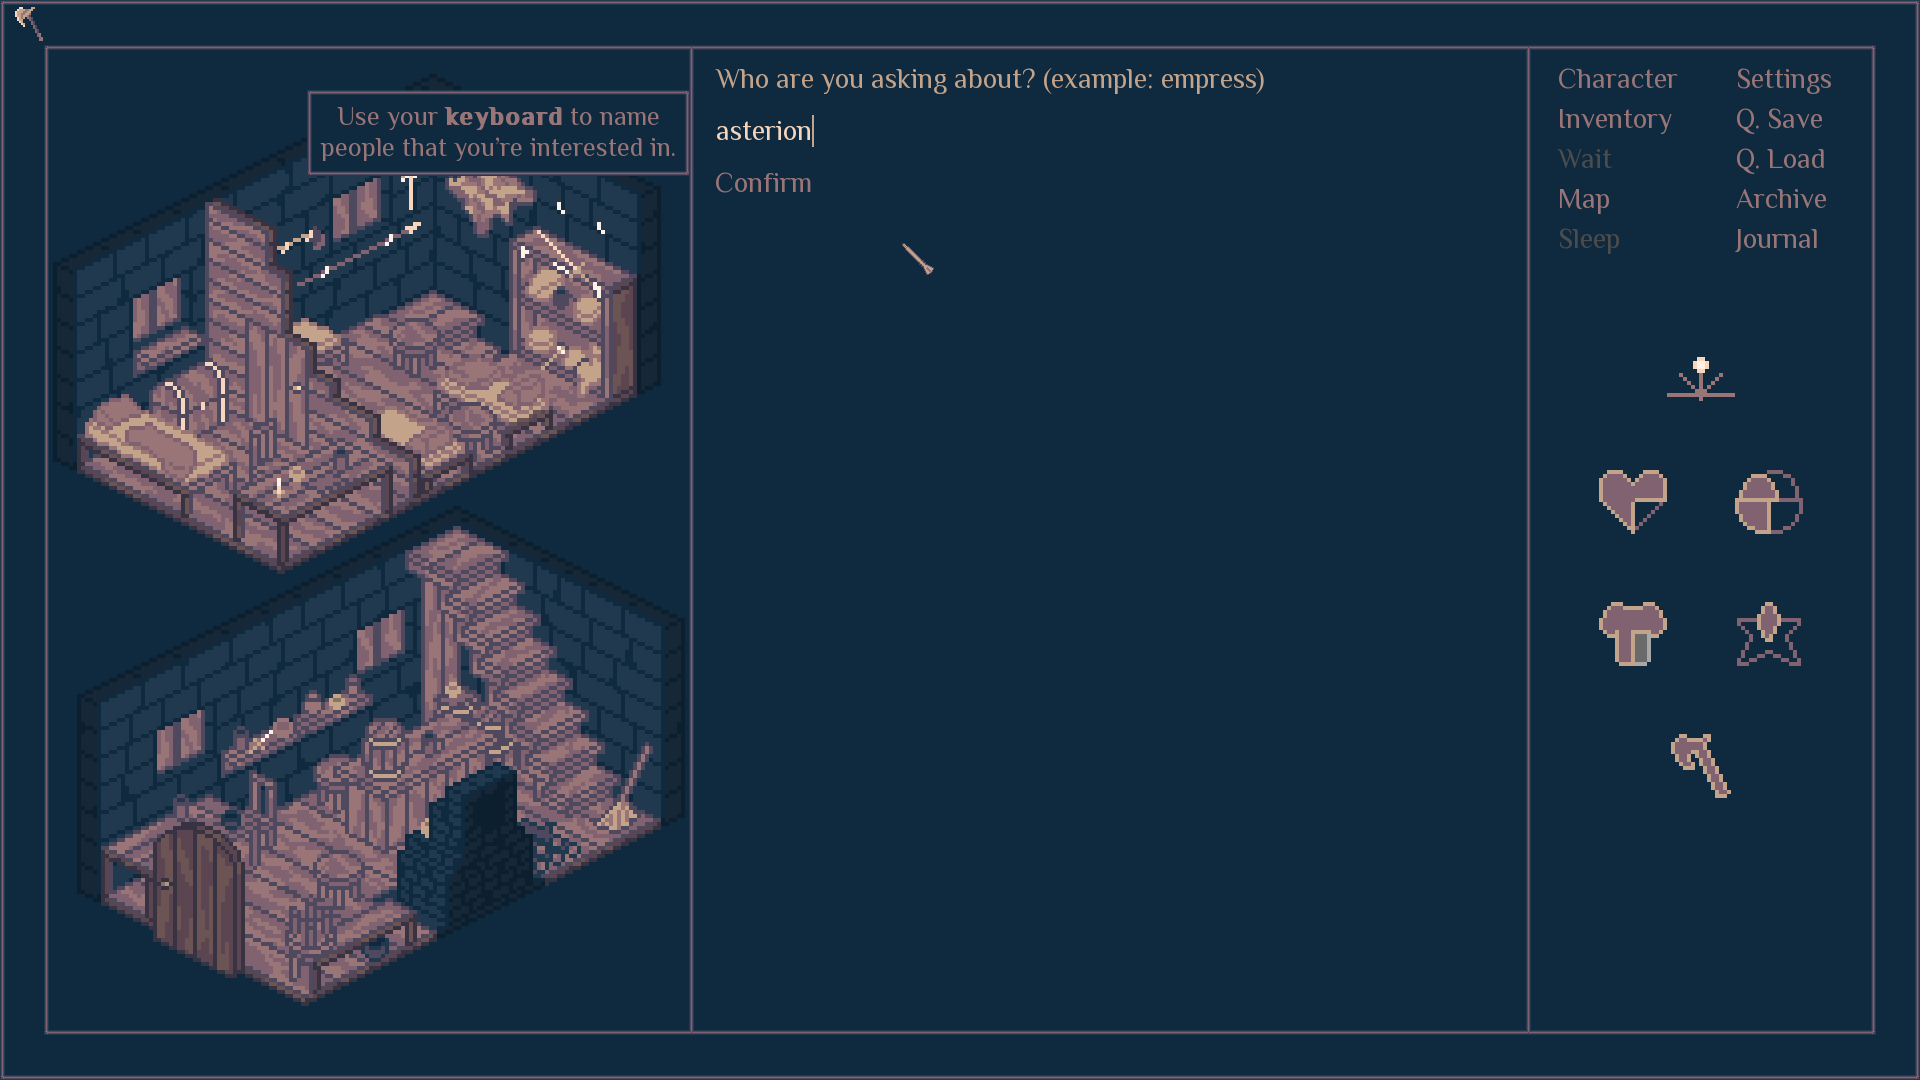 Use your keyboard to name
people that you're interested in.
Who are you asking about? (example: empress)
asterion
Confirm
Character
Settings
Inventory
Q. Save
Wait
Q. Load
Map
Archive
Sleep
Journal